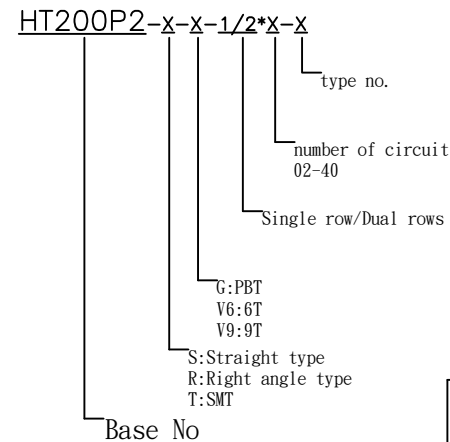 HT200P2-X-X-1/2*X-X
type no.
number of circuit
02-40
Single row/Dual rows
G:PBT
V6:6T
V9:9T
S:Straight type
R:Right angle type
T:SMT
Base No